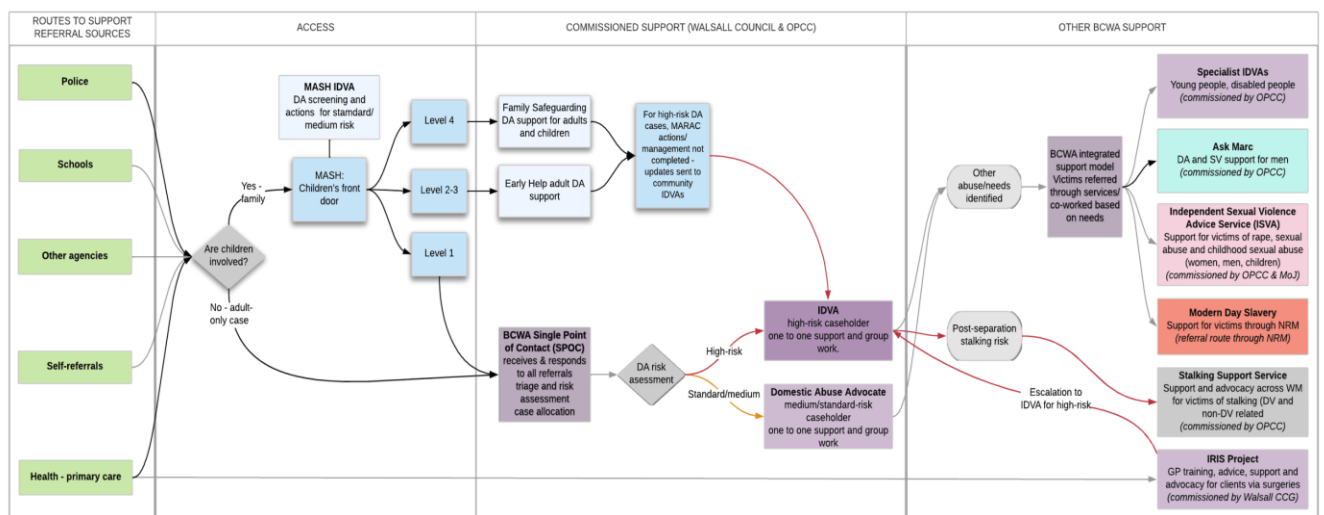 ROUTES TO SUPPORT
REFERRAL SOURCES
ACCESS
COMMISSIONED SUPPORT (WALSALL COUNCIL & OPCC)
OTHER BCWA SUPPORT
Police
Schools
Other agencies
Self-referrals
Health - primary care
Are children
involved?
Yes -
family
No - adult-
only case
MASH IDVA
DA screening and
actions for stamdard/
medium risk
MASH:
Children's front
door
Level 4
Level 2-3
Level 1
Family Safeguarding
DA support for adults
and children
Early Help adult DA
support
For high-risk DA
cases, MARAC
actions/
management not
completed -
updates sent to
community
IDVAs
BCWA Single Point
of Contact (SPOC)
receives & responds
to all referrals
triage and risk
assessment
case allocation
DA risk
asessment
High-risk
Standard/medium
IDVA
high-risk caseholder
one to one support and group
work.
Domestic Abuse Advocate
medium/standard-risk
caseholder
one to one support and group
work
Other
abuse/needs
identified
Post-separation
stalking risk
Escalation to
IDVA for high-risk
BCWA integrated
support model
Victims referred
through services/
co-worked based
on needs
Specialist IDVAs
Young people, disabled people
(commissioned by OPCC)
Ask Marc
DA and SV support for men
(commissioned by OPCC)
Independent Sexual Violence
Advice Service (ISVA)
Support for victims of rape, sexual
abuse and childhood sexual abuse
(women, men, children)
(commissioned by OPCC & MoJ)
Modern Day Slavery
Support for victims through NRM
(referral route through NRM)
Stalking Support Service
Support and advocacy across WM
for victims of stalking (DV and
non-DV related
(commissioned by OPCC)
IRIS Project
GP training, advice, support and
advocacy for clients via surgeries
(commissioned by Walsall CCG)